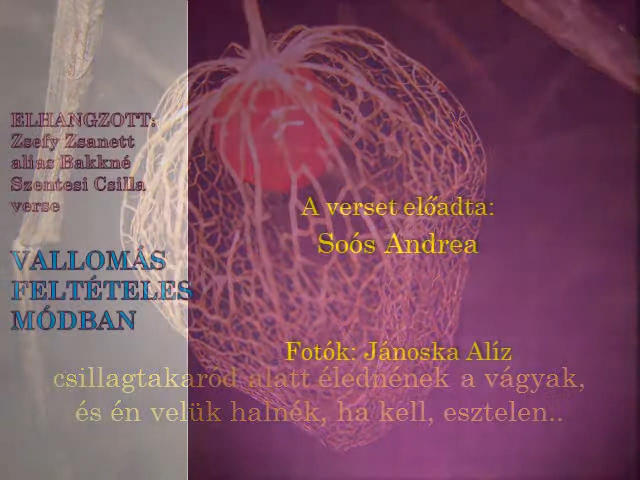 ELHANGZOTT:
Zsefy Zsanett
alias Bakkné
Szentesi Csilla
verse
VALLOMÁS
FELTÉTELES
MÓDBAN
A verset előadta:
Soós Andrea
Fotók: Jánoska Alíz
csillagtakaród alatt élednének a vágyak,
és én velük halnék, ha kell, esztelen..